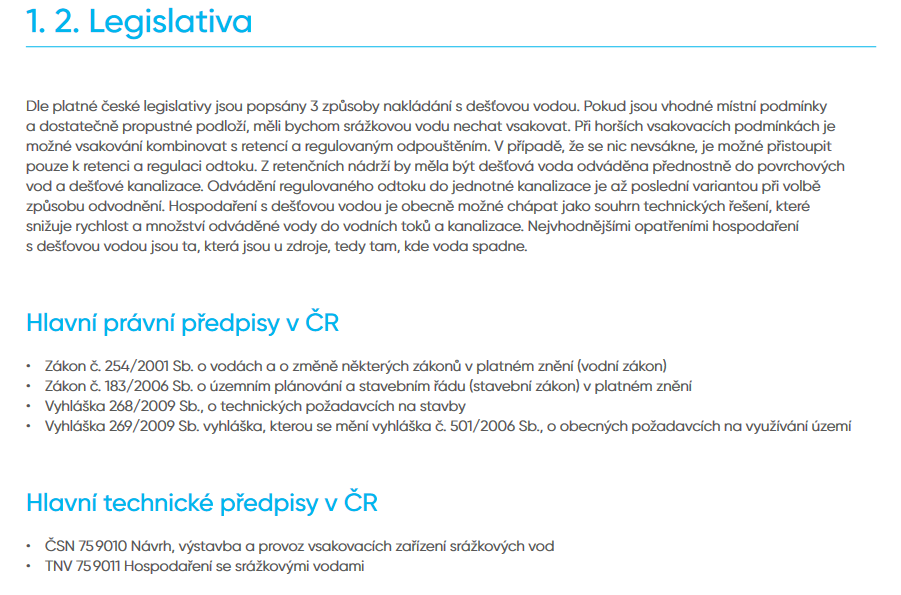 1. 2. Legislativa
Dle platné české legislativy jsou popsány 3 způsoby nakládání s dešťovou vodou. Pokud jsou vhodné místní podmínky
a dostatečně propustné podloží, měli bychom srážkovou vodu nechat vsakovat. Při horších vsakovacích podmínkách je
možné vsakování kombinovat s retencí a regulovaným odpouštěním. V případě, že se nic nevsákne, je možné přistoupit
pouze k retenci a regulaci odtoku. Z retenčních nádrží by měla být dešťová voda odváděna přednostně do povrchových
vod a dešťové kanalizace. Odvádění regulovaného odtoku do jednotné kanalizace je až poslední variantou při volbě
způsobu odvodnění. Hospodaření s dešťovou vodou je obecně možné chápat jako souhrn technických řešení, které
snižuje rychlost a množství odváděné vody do vodních toků a kanalizace. Nejvhodnějšími opatřeními hospodaření
s dešťovou vodou jsou ta, která jsou u zdroje, tedy tam, kde voda spadne.
Hlavní právní předpisy v ČR
• Zákon č. 254/2001 Sb. o vodách a o změně některých zákonů v platném znění (vodní zákon)
• Zákon č. 183/2006 Sb. o územním plánování a stavebním řádu (stavební zákon) v platném znění
• Vyhláška 268/2009 Sb., o technických požadavcích na stavby
• Vyhláška 269/2009 Sb. vyhláška, kterou se mění vyhláška č. 501/2006 Sb., o obecných požadavcích na využívání území
Hlavní technické předpisy v ČR
• ČSN 75 9010 Návrh, výstavba a provoz vsakovacích zařízení srážkových vod
• TNV 75 9011 Hospodaření se srážkovými vodami